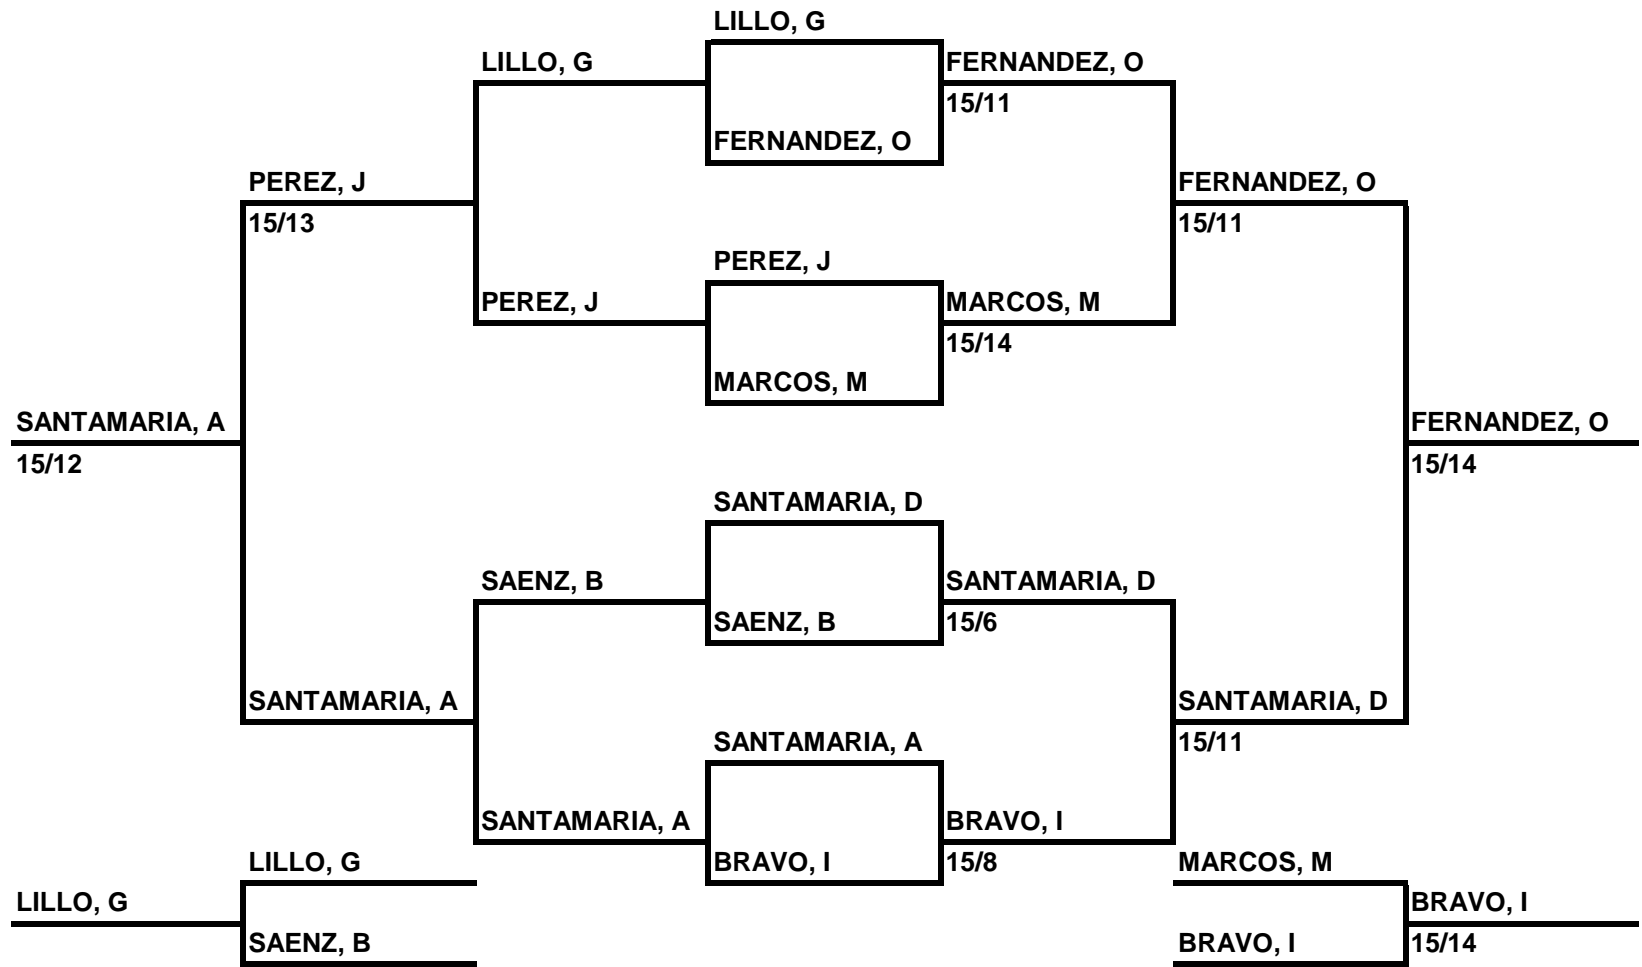 LILLO, G
LILLO, G
FERNANDEZ, O
15/11
FERNANDEZ, O
PEREZ, J
FERNANDEZ, O
15/13
15/11
PEREZ, J
PEREZ, J
MARCOS, M
15/14
MARCOS, M
SANTAMARIA, A
FERNANDEZ, O
15/12
15/14
SANTAMARIA, D
SAENZ, B
SANTAMARIA, D
SAENZ, B
15/6
SANTAMARIA, A
SANTAMARIA, D
SANTAMARIA, A
15/11
SANTAMARIA, A
BRAVO, I
LILLO, G
BRAVO, I
15/8
MARCOS, M
LILLO, G
BRAVO, I
SAENZ, B
BRAVO, I
15/14